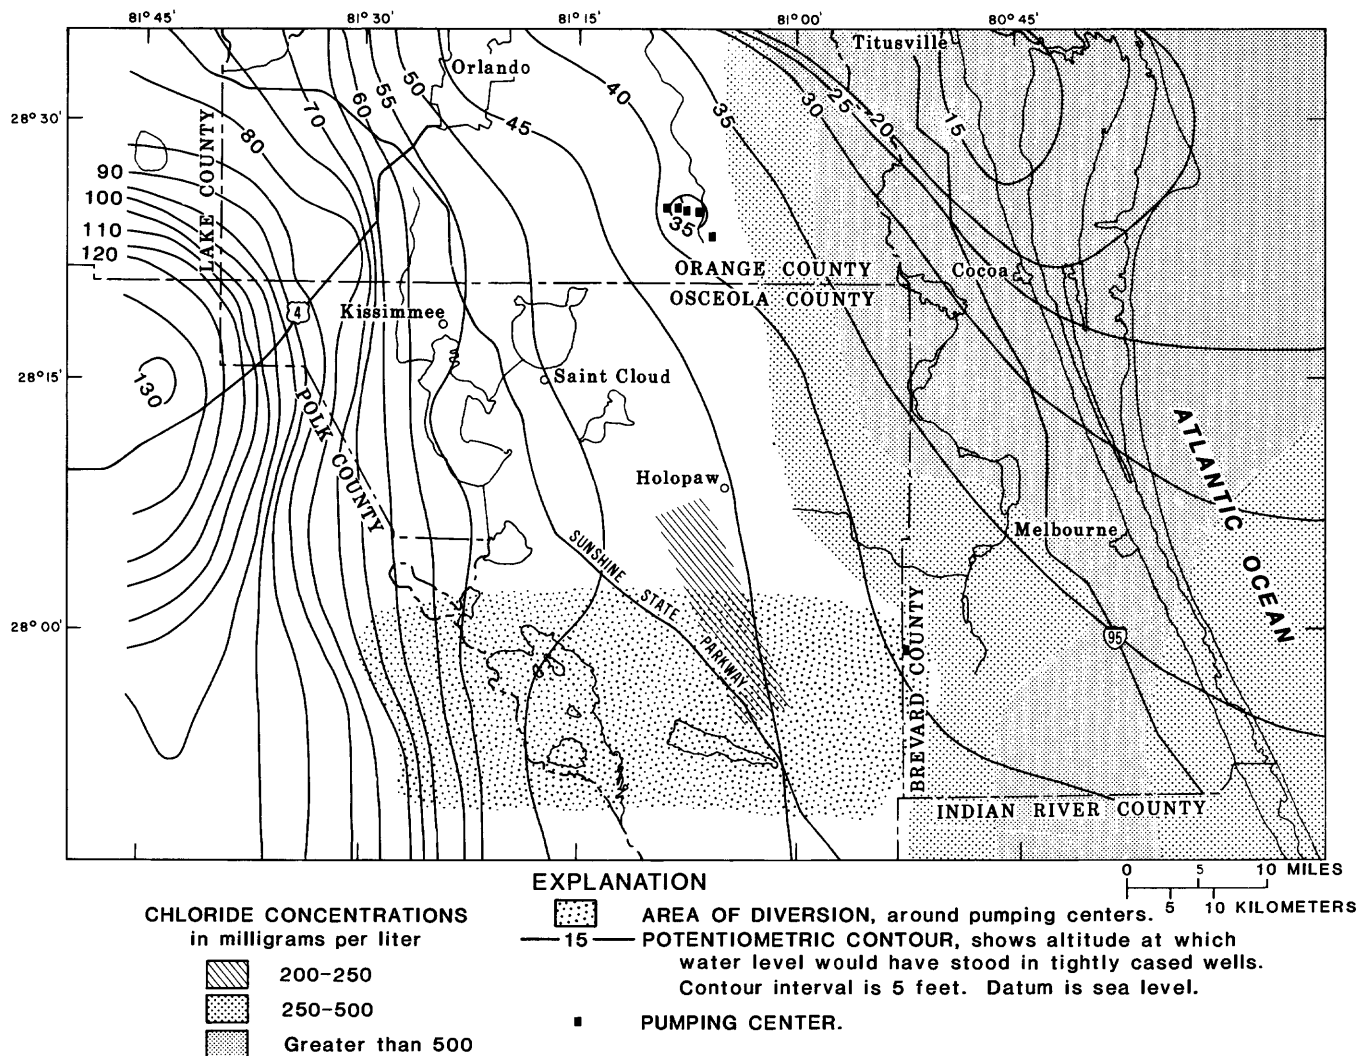 81° 45'
81° 30'
81° 15'
81° 00'
80° 45'
28° 30'
28° 15'
28° 00'
Titusville
Orlando
50
55
60
70
80
45
40
35
30
25
20
15
90
100
110
120
130
35
LAKE COUNTY
ORANGE COUNTY
OSCEOLA COUNTY
Cocoa
4
Kissimmee
Saint Cloud
POLK COUNTY
Holopaw
Melbourne
ATLANTIC OCEAN
SUNSHINE STATE PARKWAY
95
BREVARD COUNTY
INDIAN RIVER COUNTY
0 5 10 MILES
5 10 KILOMETERS
EXPLANATION
CHLORIDE CONCENTRATIONS
in milligrams per liter
200-250
250-500
Greater than 500
AREA OF DIVERSION, around pumping centers.
15 POTENTIOMETRIC CONTOUR, shows altitude at which
water level would have stood in tightly cased wells.
Contour interval is 5 feet. Datum is sea level.
PUMPING CENTER.